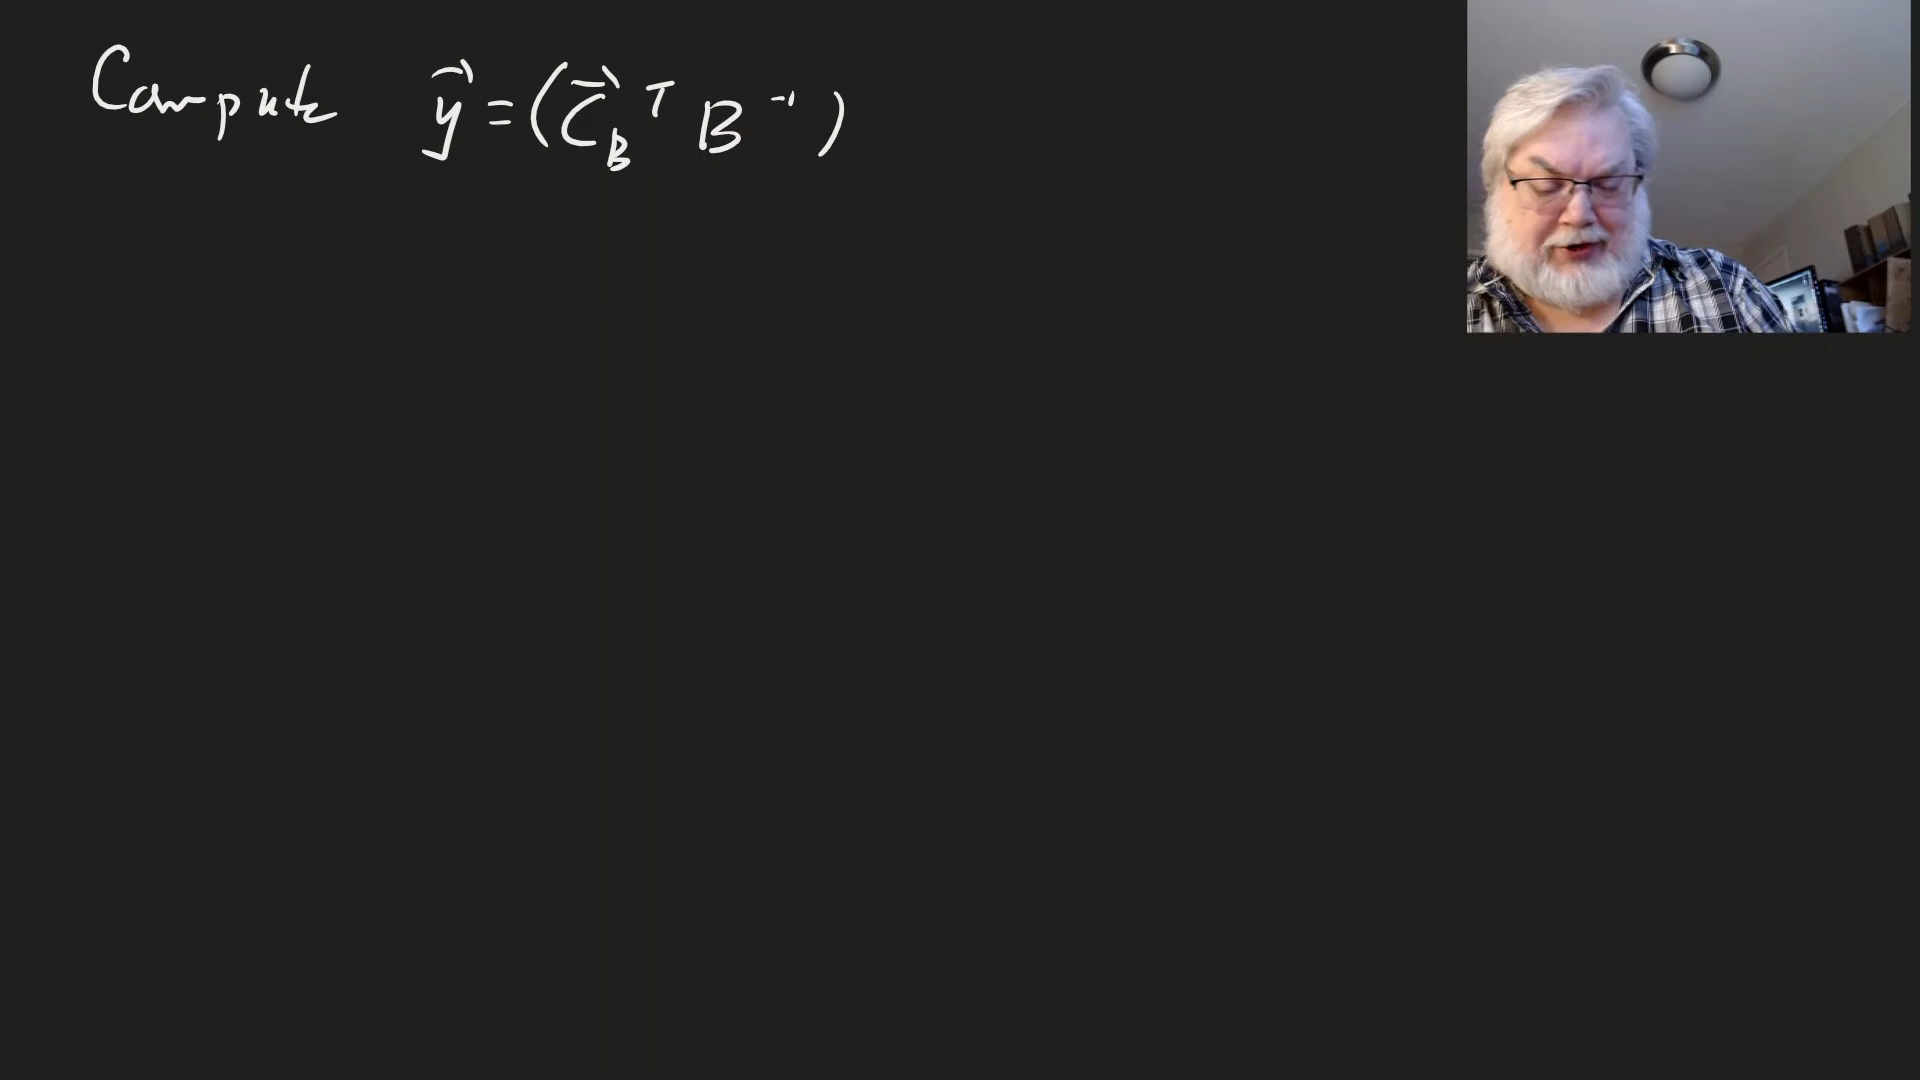 Compute $\vec{y} = (\vec{C}_B^T B^{-1})$